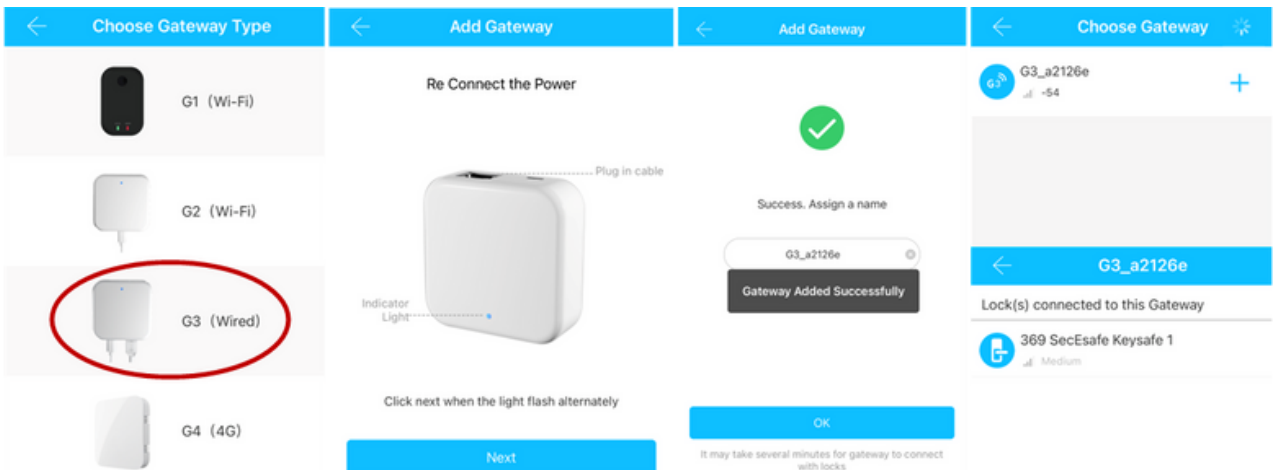 Choose Gateway Type
G1 (Wi-Fi)
G2 (Wi-Fi)
G3 (Wired)
G4 (4G)
Add Gateway
Re Connect the Power
Plug in cable
Indicator
Light
Click next when the light flash alternately
Next
Add Gateway
Success. Assign a name
G3_a2126e
Gateway Added Successfully
OK
It may take several minutes for gateway to connect
with locks
Choose Gateway
G3
G3_a2126e
-54
G3_a2126e
Lock(s) connected to this Gateway
369 SecEsafe Keysafe 1
Medium